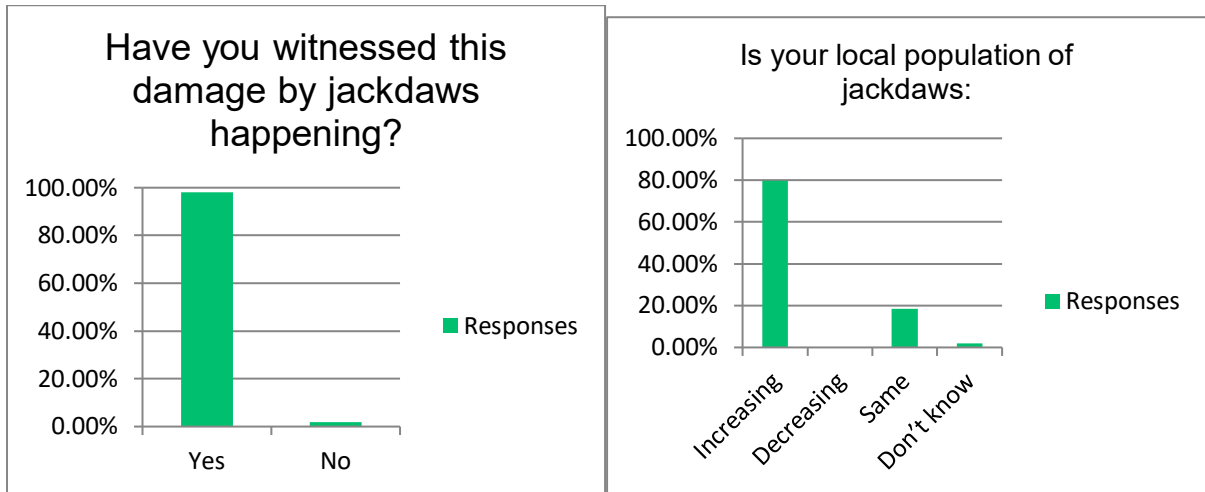 Have you witnessed this
damage by jackdaws
happening?
100.00%
80.00%
60.00%
40.00%
20.00%
0.00%
Yes
No
Responses
Is your local population of
jackdaws:
100.00%
80.00%
60.00%
40.00%
20.00%
0.00%
Increasing
Decreasing
Same
Don’t know
Responses